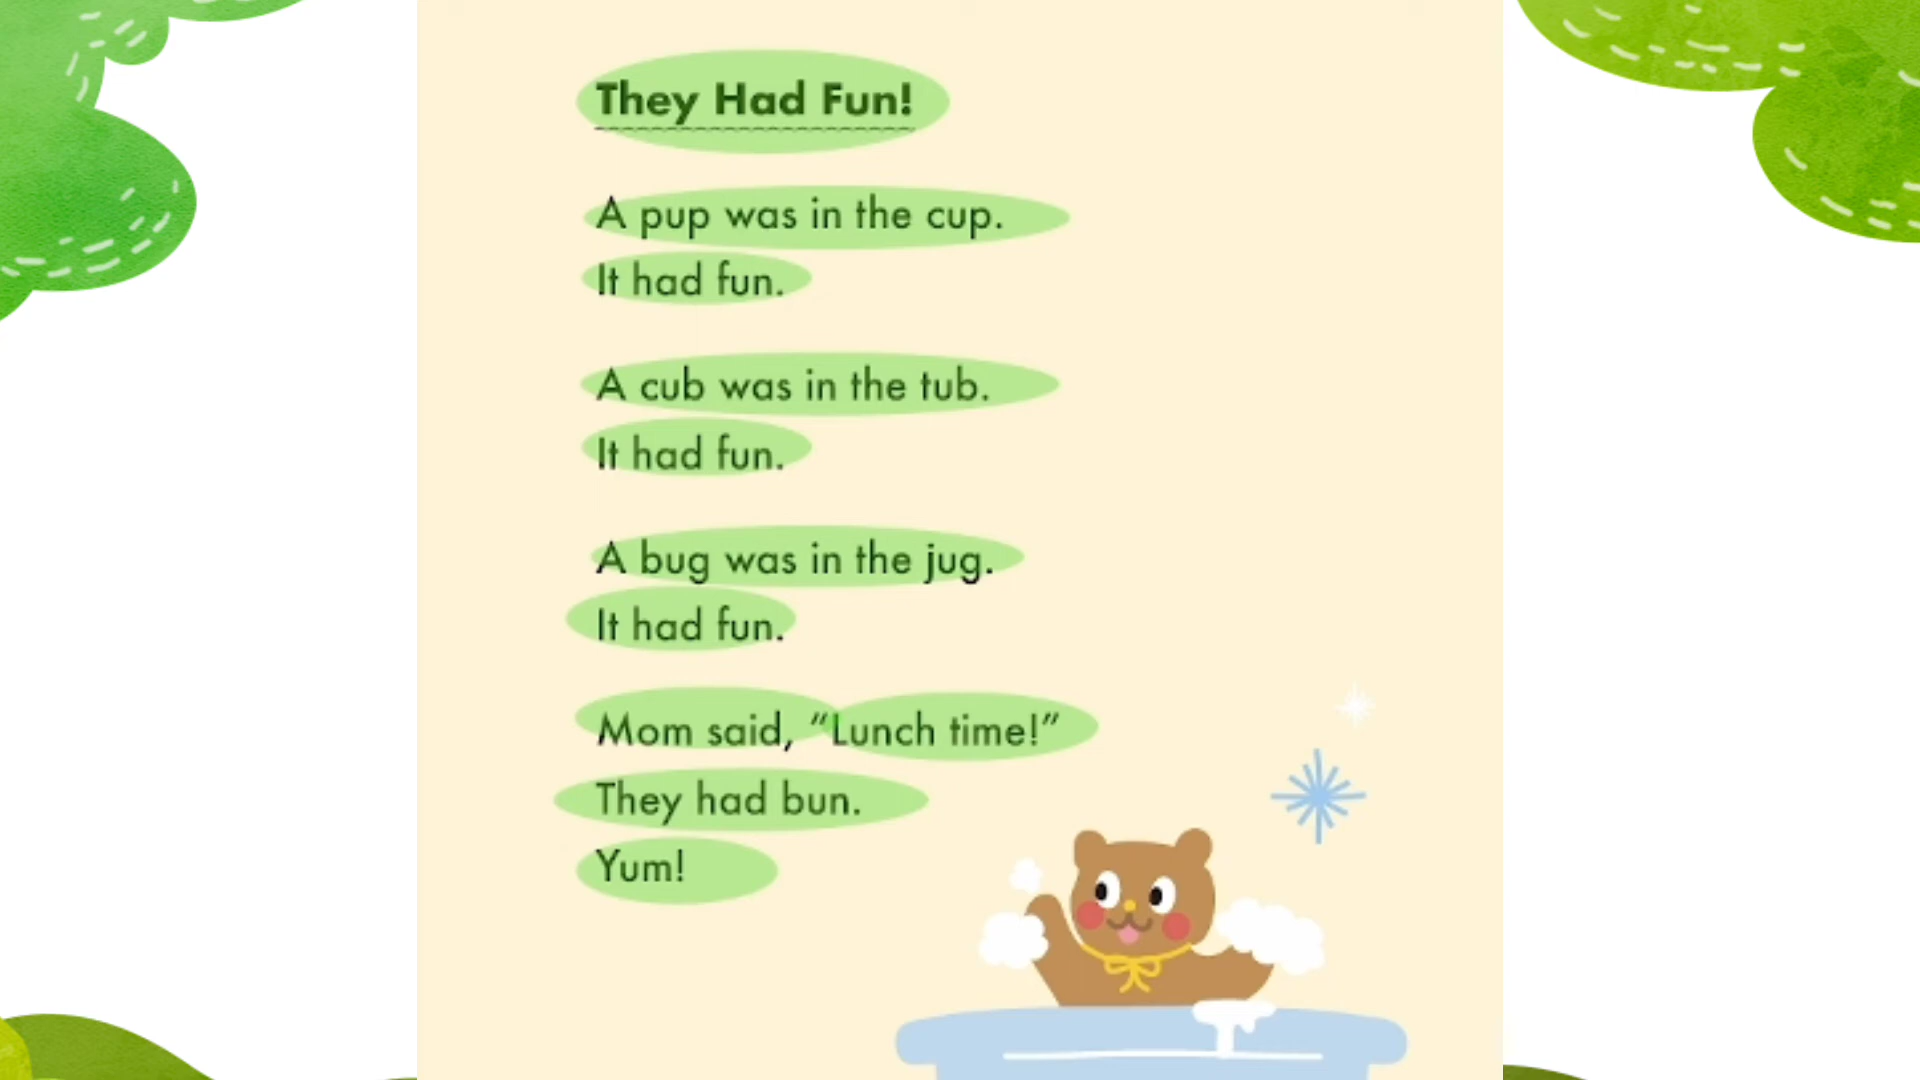 They Had Fun!
A pup was in the cup.
It had fun.
A cub was in the tub.
It had fun.
A bug was in the jug.
It had fun.
Mom said, “Lunch time!”
They had bun.
Yum!